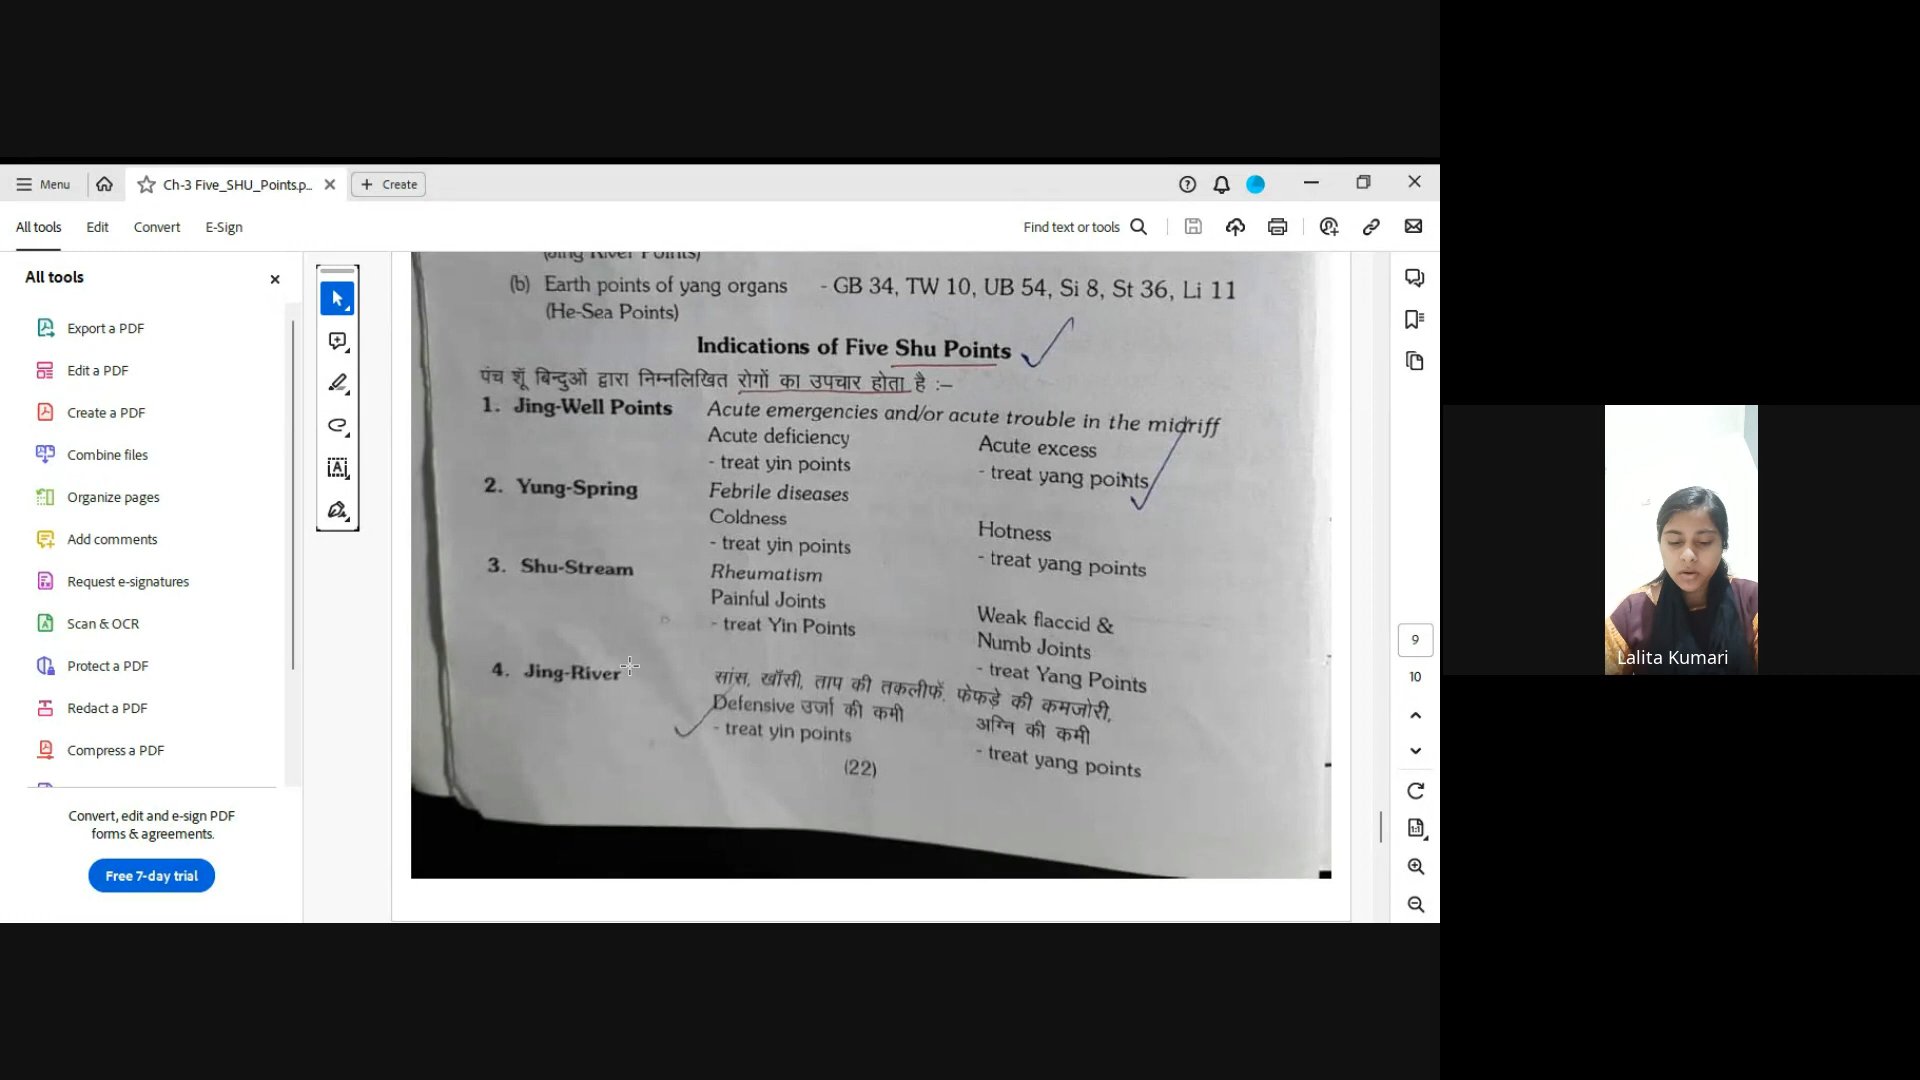 Menu
Ch-3 Five_SHU_Points.p...
Create
All tools
Edit
Convert
E-Sign
Find text or tools
All tools
Export a PDF
Edit a PDF
Create a PDF
Combine files
Organize pages
Add comments
Request e-signatures
Scan & OCR
Protect a PDF
Redact a PDF
Compress a PDF
Convert, edit and e-sign PDF
forms & agreements.
Free 7-day trial
(Jing River Points)
(b) Earth points of yang organs - GB 34, TW 10, UB 54, Si 8, St 36, Li 11
(He-Sea Points)
Indications of Five Shu Points
पंच शूँ बिन्दुओं द्वारा निम्नलिखित रोगों का उपचार होता है :–
1. Jing-Well Points Acute emergencies and/or acute trouble in the midriff
Acute deficiency Acute excess
- treat yin points - treat yang points
2. Yung-Spring Febrile diseases
Coldness Hotness
- treat yin points - treat yang points
3. Shu-Stream Rheumatism
Painful Joints Weak flaccid &
Numb Joints
- treat Yin Points - treat Yang Points
4. Jing-River सांस, खाँसी, ताप की तकलीफें, फेफड़े की कमजोरी,
Defensive उर्जा की कमी अग्नि की कमी
- treat yin points - treat yang points
(22)
9
10
Lalita Kumari